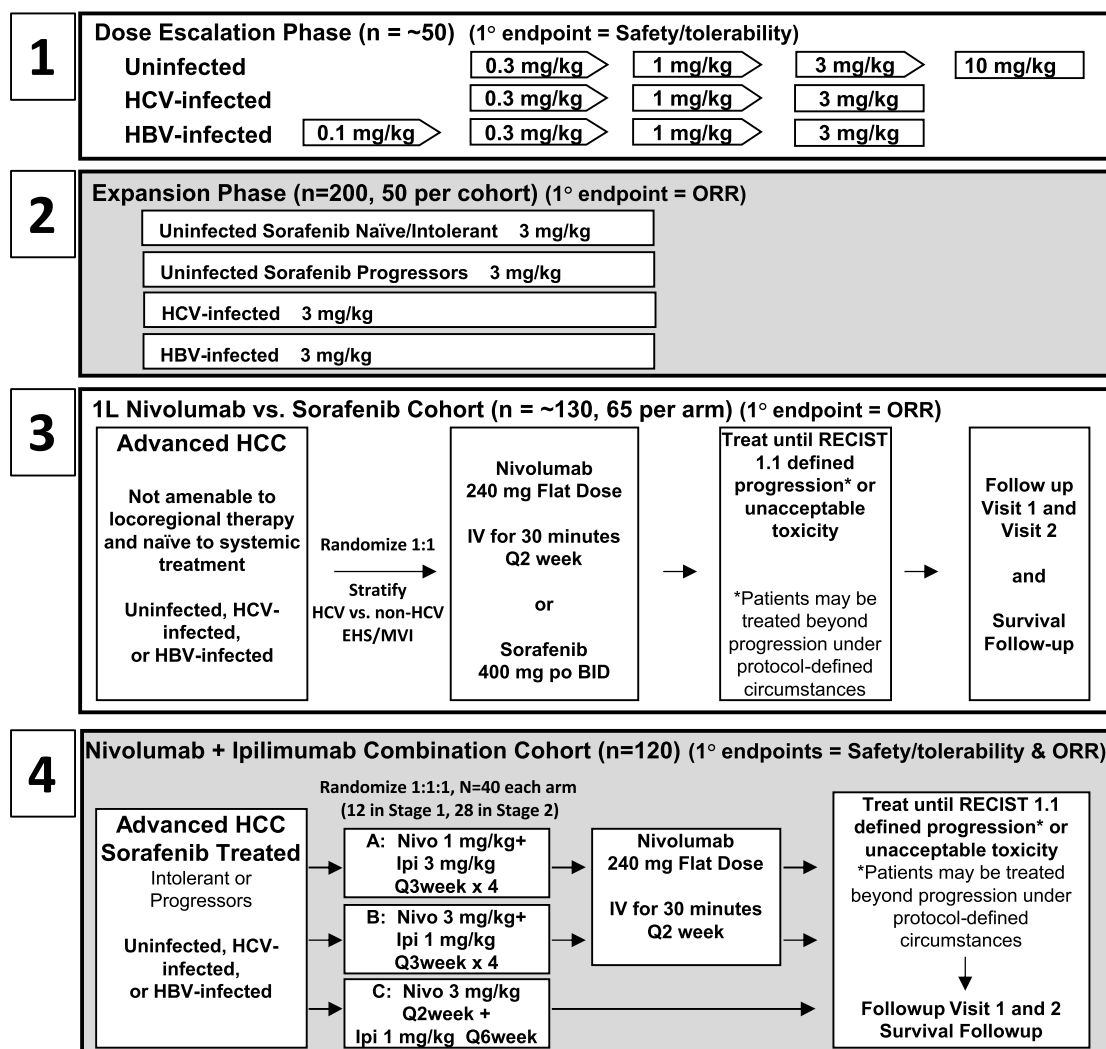 1
Dose Escalation Phase (n = ~50) (1° endpoint = Safety/tolerability)
Uninfected 0.3 mg/kg 1 mg/kg 3 mg/kg 10 mg/kg
HCV-infected 0.3 mg/kg 1 mg/kg 3 mg/kg
HBV-infected 0.1 mg/kg 0.3 mg/kg 1 mg/kg 3 mg/kg
2
Expansion Phase (n=200, 50 per cohort) (1° endpoint = ORR)
Uninfected Sorafenib Naïve/Intolerant 3 mg/kg
Uninfected Sorafenib Progressors 3 mg/kg
HCV-infected 3 mg/kg
HBV-infected 3 mg/kg
3
1L Nivolumab vs. Sorafenib Cohort (n = ~130, 65 per arm) (1° endpoint = ORR)
Advanced HCC
Not amenable to
locoregional therapy
and naïve to systemic
treatment
Uninfected, HCV-
infected,
or HBV-infected
Randomize 1:1
Stratify
HCV vs. non-HCV
EHS/MVI
Nivolumab
240 mg Flat Dose
IV for 30 minutes
Q2 week
or
Sorafenib
400 mg po BID
Treat until RECIST
1.1 defined
progression* or
unacceptable
toxicity
*Patients may be
treated beyond
progression under
protocol-defined
circumstances
Follow up
Visit 1 and
Visit 2
and
Survival
Follow-up
4
Nivolumab + Ipilimumab Combination Cohort (n=120) (1° endpoints = Safety/tolerability & ORR)
Advanced HCC
Sorafenib Treated
Intolerant or
Progressors
Uninfected, HCV-
infected,
or HBV-infected
Randomize 1:1:1, N=40 each arm
(12 in Stage 1, 28 in Stage 2)
A: Nivo 1 mg/kg+
Ipi 3 mg/kg
Q3week x 4
B: Nivo 3 mg/kg+
Ipi 1 mg/kg
Q3week x 4
C: Nivo 3 mg/kg
Q2week +
Ipi 1 mg/kg Q6week
Nivolumab
240 mg Flat Dose
IV for 30 minutes
Q2 week
Treat until RECIST 1.1
defined progression* or
unacceptable toxicity
*Patients may be treated
beyond progression under
protocol-defined
circumstances
Followup Visit 1 and 2
Survival Followup